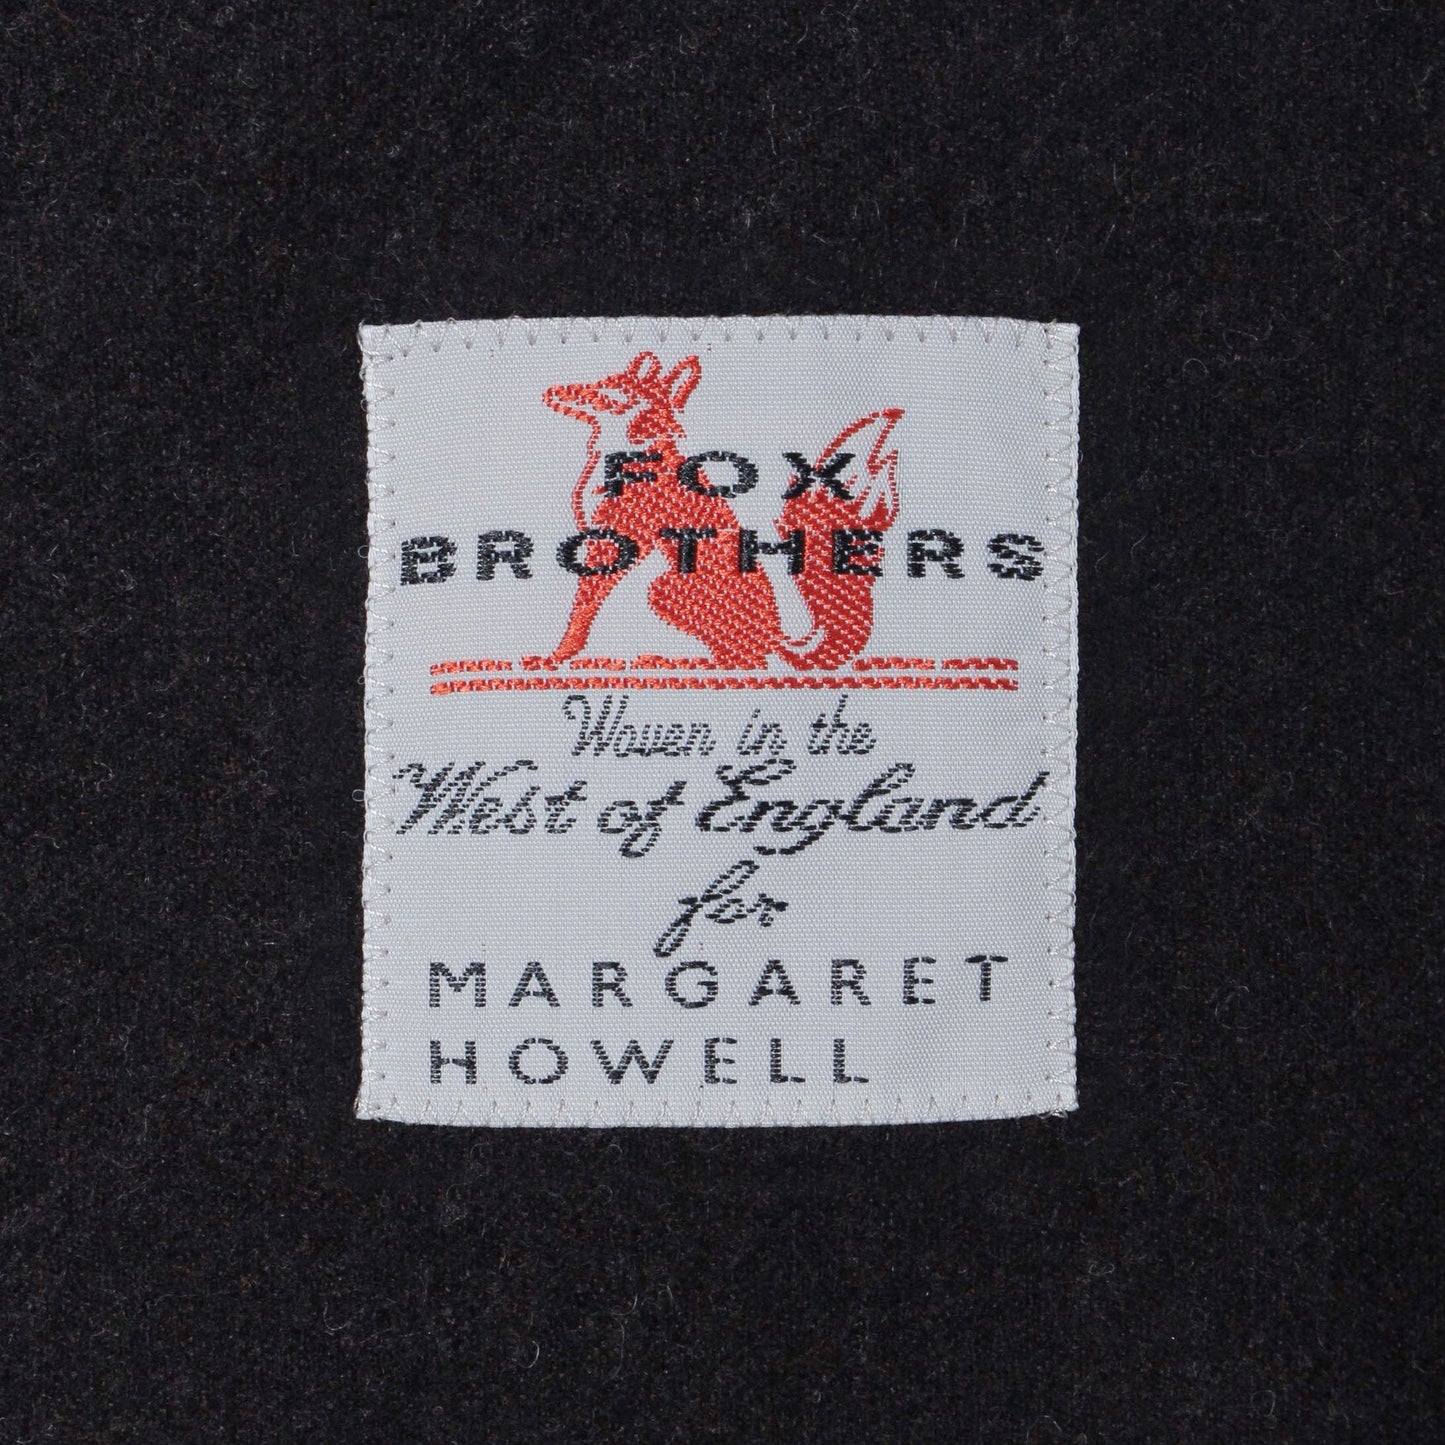 FOX
BROTHERS
Woven in the
West of England
for
MARGARET
HOWELL